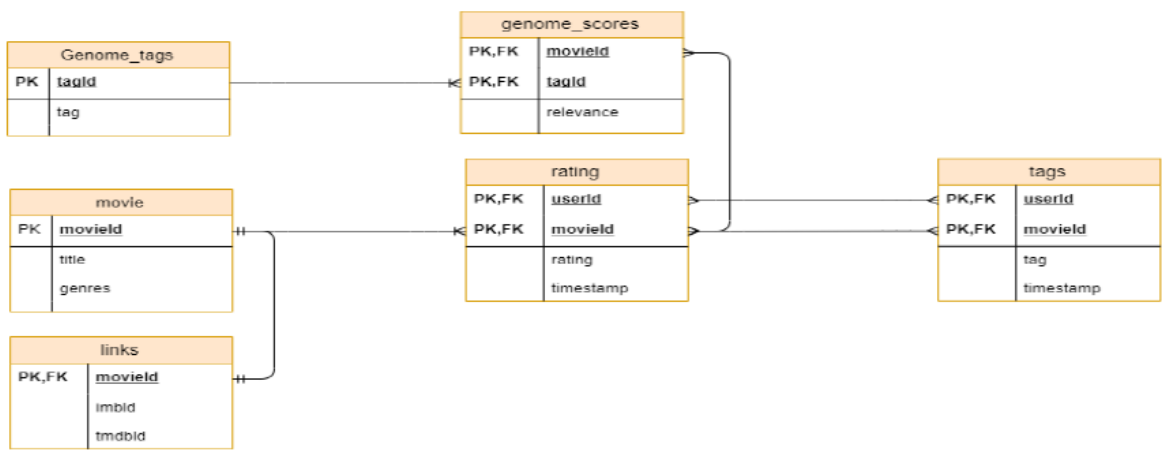 Genome_tags
PK tagId
tag
genome_scores
PK,FK movieId
PK,FK tagId
relevance
movie
PK movieId
title
genres
rating
PK,FK userId
PK,FK movieId
rating
timestamp
tags
PK,FK userId
PK,FK movieId
tag
timestamp
links
PK,FK movieId
imbId
tmdbId